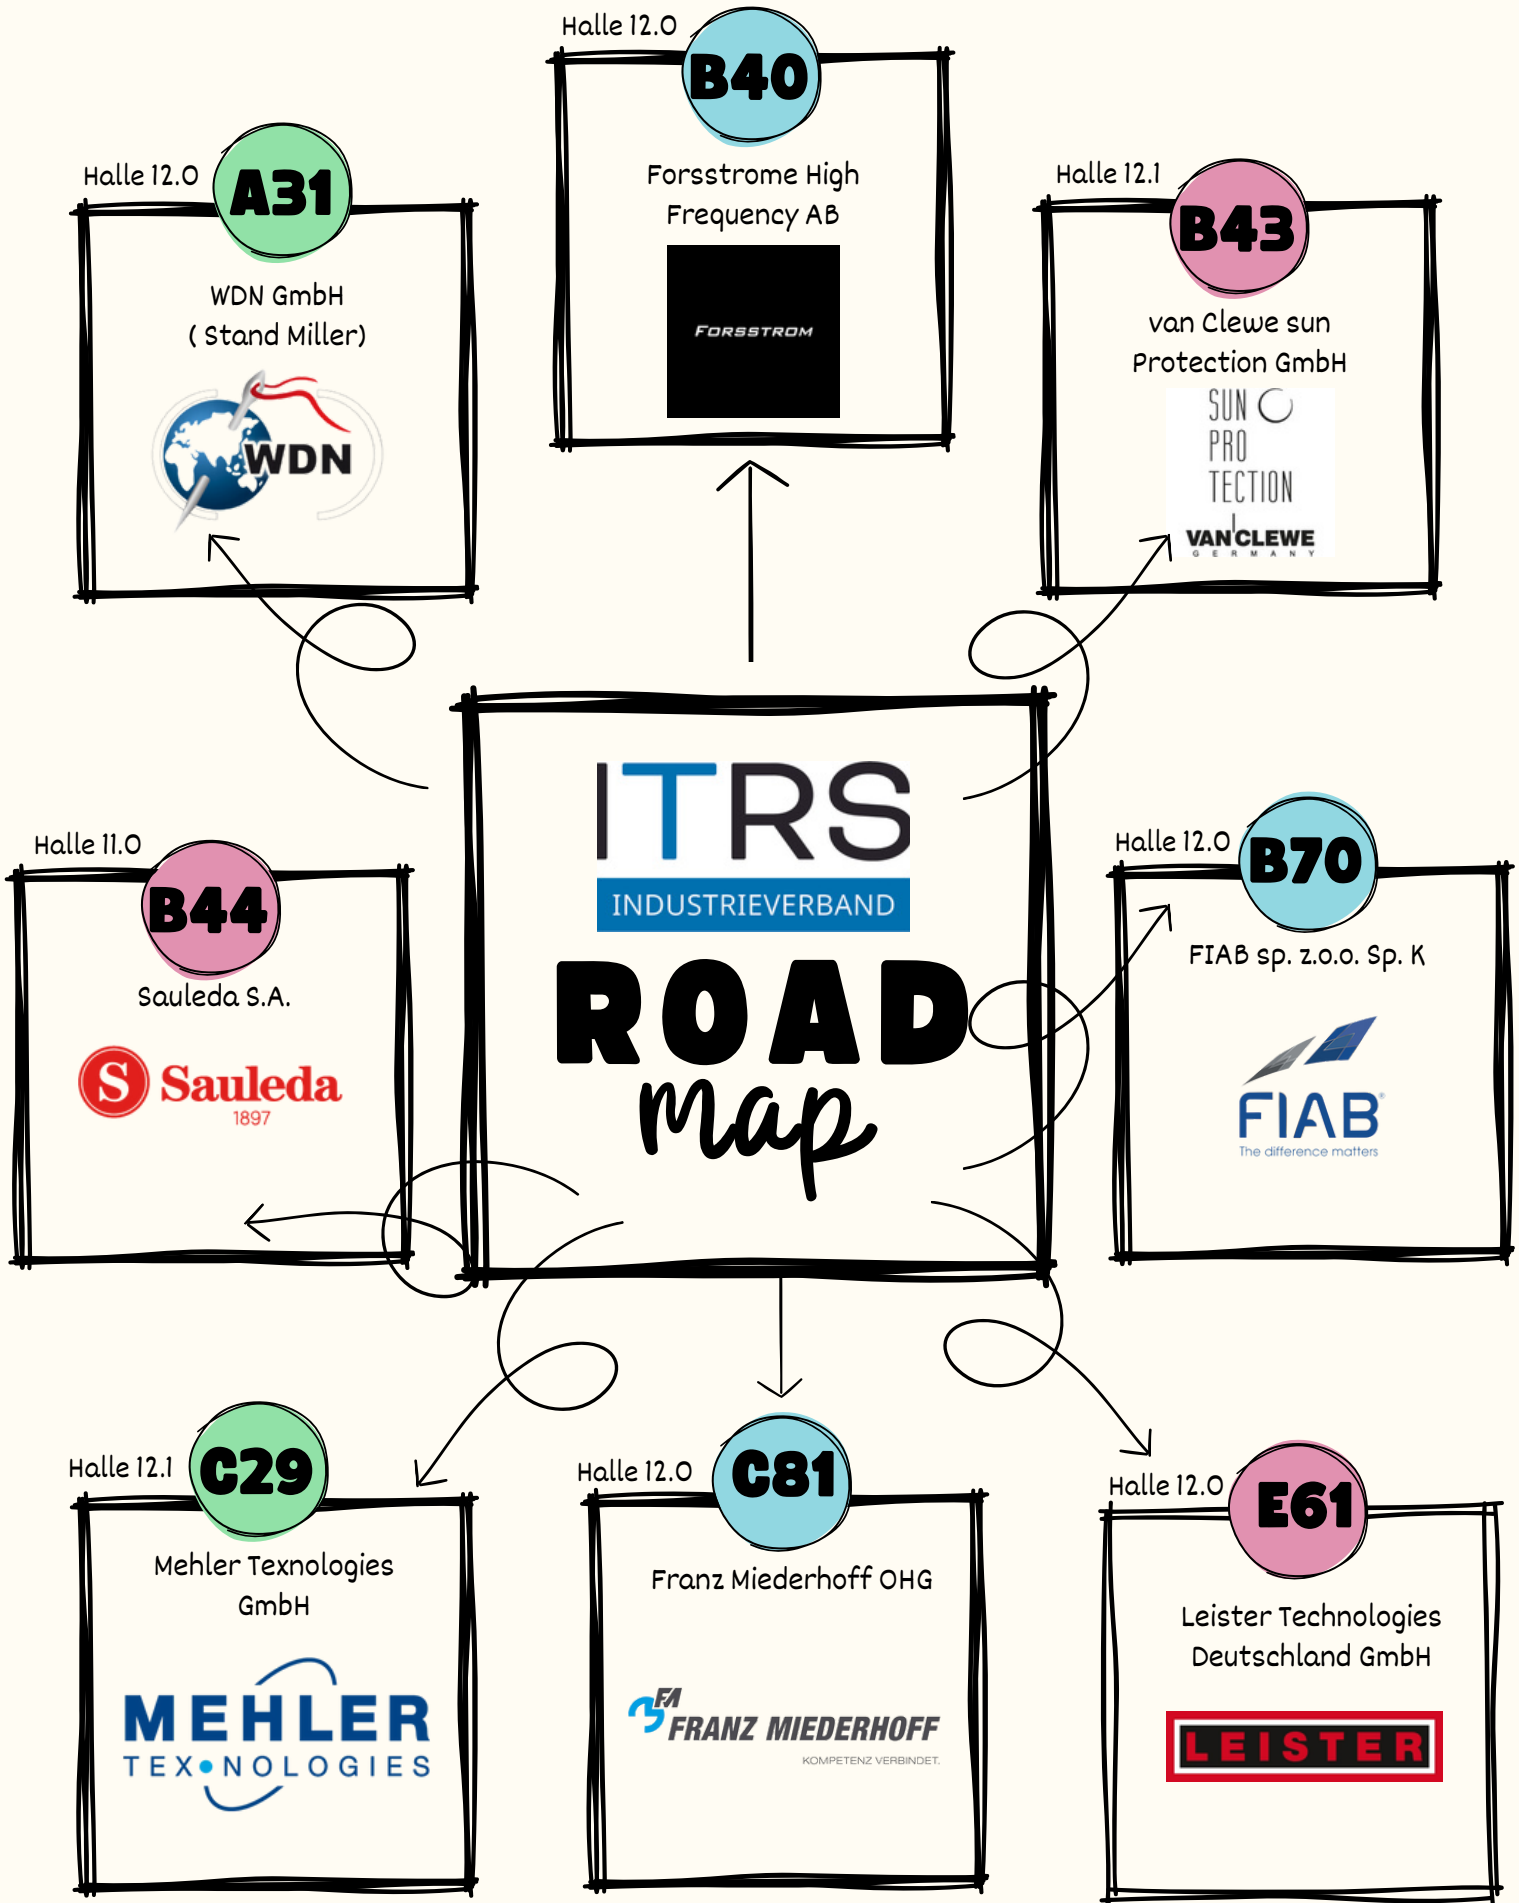 Halle 12.0
B40
Forsstrome High
Frequency AB
FORSSTROM
Halle 12.0
A31
WDN GmbH
( Stand Miller)
WDN
Halle 12.1
B43
van Clewe sun
Protection GmbH
SUN
PRO
TECTION
VAN CLEWE
GERMANY
ITRS
INDUSTRIEVERBAND
ROAD
map
Halle 11.0
B44
Sauleda S.A.
S Sauleda
1897
Halle 12.0
B70
FIAB sp. z.o.o. Sp. K
FIAB®
The difference matters
Halle 12.1
C29
Mehler Texnologies
GmbH
MEHLER
TEX•NOLOGIES
Halle 12.0
C81
Franz Miederhoff OHG
FM
FRANZ MIEDERHOFF
KOMPETENZ VERBINDET.
Halle 12.0
E61
Leister Technologies
Deutschland GmbH
LEISTER